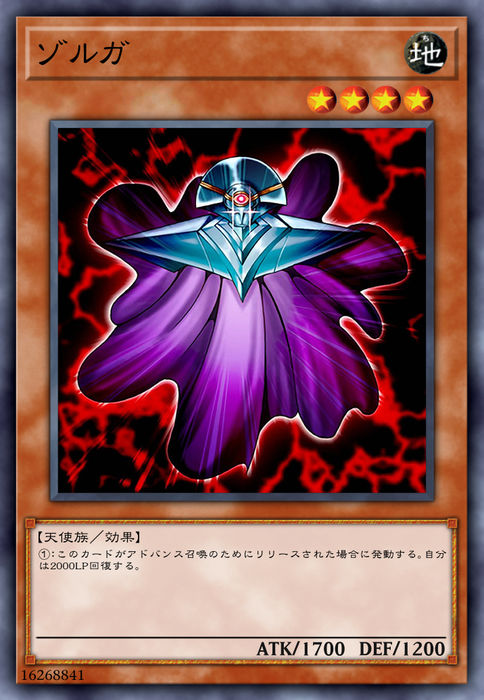 ゾルガ
ち
地
【天使族／効果】
①：このカードがアドバンス召喚のためにリリースされた場合に発動する。自分
は2000LP回復する。
ATK/1700 DEF/1200
16268841